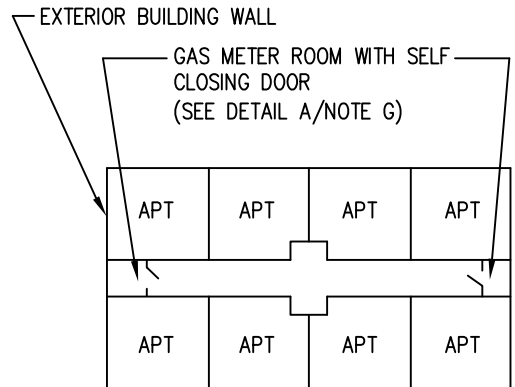 EXTERIOR BUILDING WALL
GAS METER ROOM WITH SELF
CLOSING DOOR
(SEE DETAIL A/NOTE G)
APT APT APT APT
APT APT APT APT